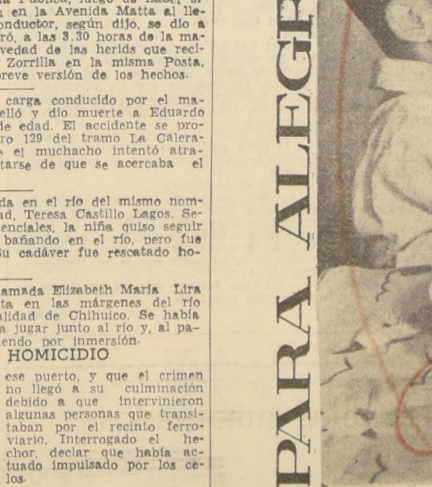 n en la Avenida Matta al lle-
onductor, según dijo, se dio a
ró, a las 3.30 horas de la ma-
vedad de las herids que reci-
Zorrilla en la misma Posta,
reve versión de los hechos.
carga conducido por el ma-
elló y dio muerte a Eduardo
de edad. El accidente se pro-
ro 129 del tramo La Calera-
e el muchacho intentó atra-
tarse de que se acercaba el
da en el río del mismo nom-
ad, Teresa Castillo Lagos. Se-
enciales, la niña quiso seguir
bañando en el río, pero fue
Su cadáver fue rescatado ho-
amada Elizabeth María Lira
ta en las márgenes del río
alidad de Chihuico. Se había
a jugar junto al río y, al pa-
iendo por inmersión.
HOMICIDIO
ese puerto, y que el crimen
no llegó a su culminación
debido a que intervinieron
algunas personas que transi-
taban por el recinto ferro-
viario. Interrogado el he-
chor, declar que había ac-
tuado impulsado por los ce-
los.
PARA ALEGR